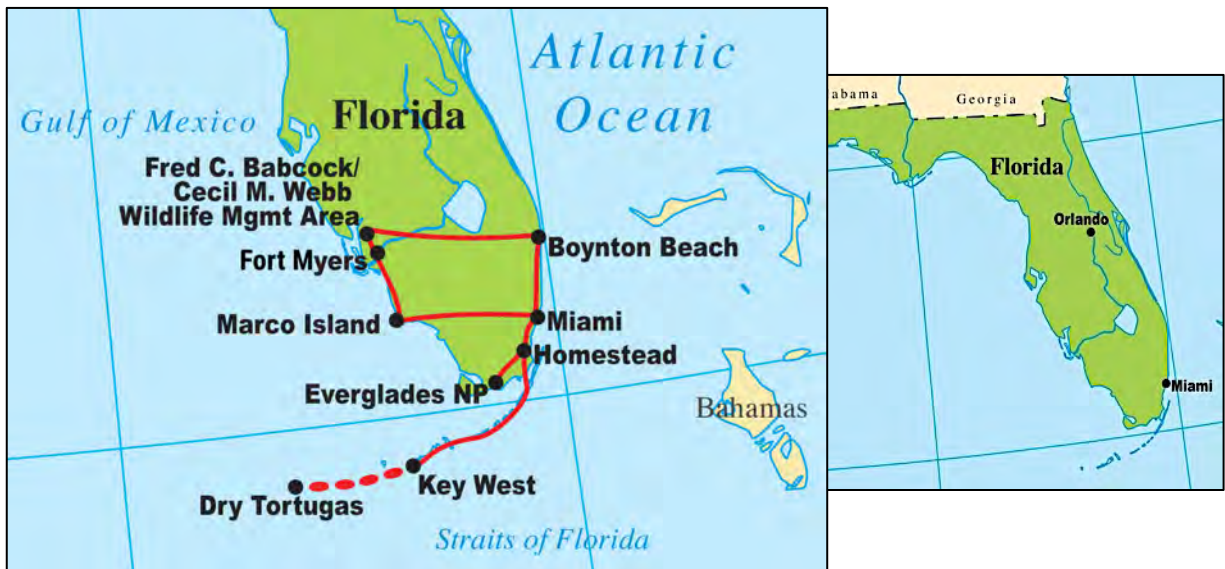 Atlantic
Ocean
Gulf of Mexico
Florida
Fred C. Babcock/
Cecil M. Webb
Wildlife Mgmt Area
Boynton Beach
Fort Myers
Marco Island
Miami
Homestead
Everglades NP
Bahamas
Key West
Dry Tortugas
Straits of Florida
abama
Georgia
Florida
Orlando
Miami